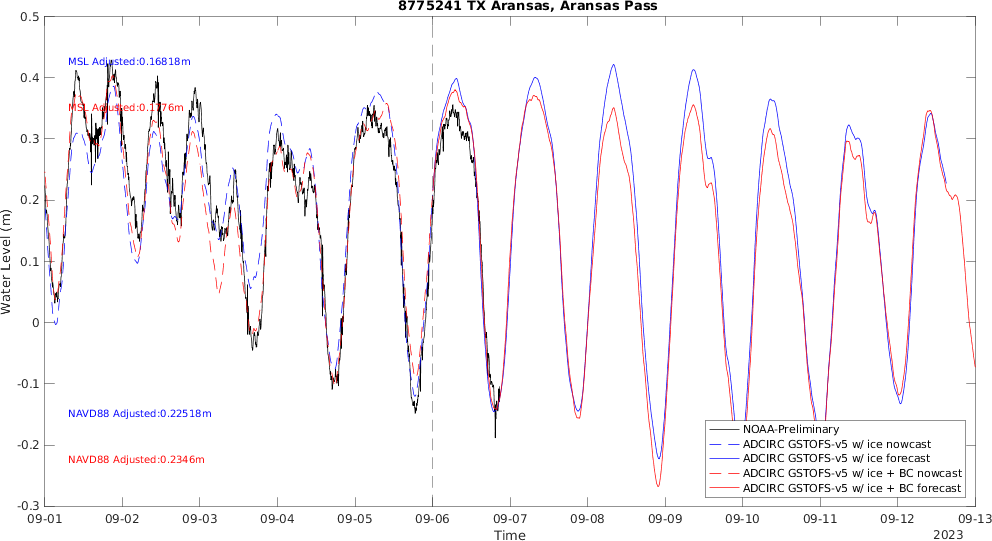 8775241 TX Aransas, Aransas Pass
0.5
0.4
0.3
0.2
0.1
0
-0.1
-0.2
-0.3
Water Level (m)
MSL Adjusted:0.16818m
MSL Adjusted:0.1776m
NAVD88 Adjusted:0.22518m
NAVD88 Adjusted:0.2346m
NOAA-Preliminary
ADCIRC GSTOFS-v5 w/ ice nowcast
ADCIRC GSTOFS-v5 w/ ice forecast
ADCIRC GSTOFS-v5 w/ ice + BC nowcast
ADCIRC GSTOFS-v5 w/ ice + BC forecast
09-01 09-02 09-03 09-04 09-05 09-06 09-07 09-08 09-09 09-10 09-11 09-12 09-13
Time
2023